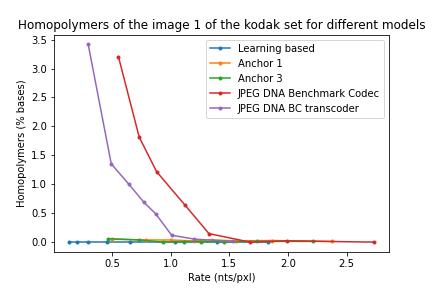 Homopolymers of the image 1 of the kodak set for different models
Homopolymers (% bases)
3.5
3.0
2.5
2.0
1.5
1.0
0.5
0.0
Learning based
Anchor 1
Anchor 3
JPEG DNA Benchmark Codec
JPEG DNA BC transcoder
0.5 1.0 1.5 2.0 2.5
Rate (nts/pxl)